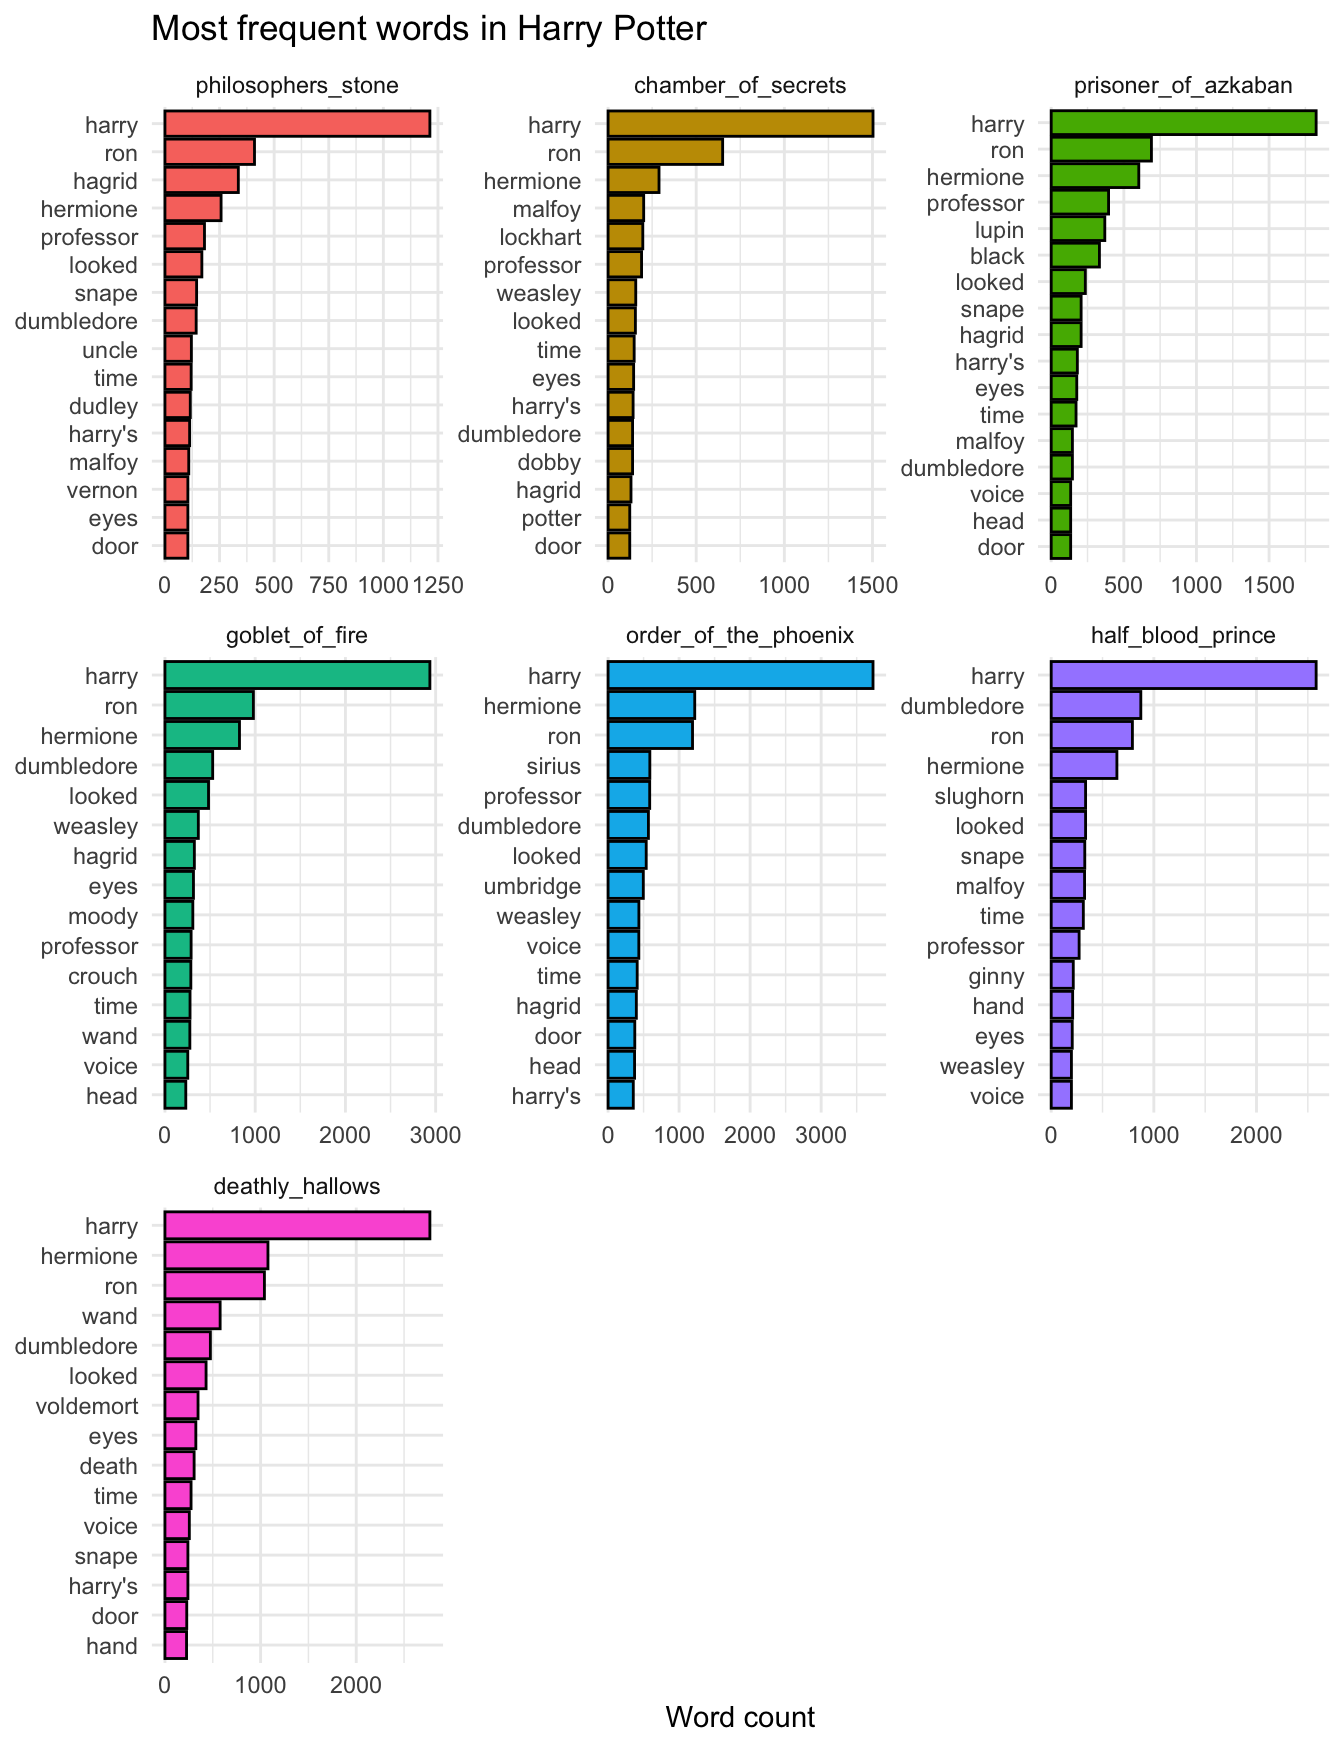 Most frequent words in Harry Potter
philosophers_stone
harry
ron
hagrid
hermione
professor
looked
snape
dumbledore
uncle
time
dudley
harry's
malfoy
vernon
eyes
door
0 250 500 750 1000 1250
chamber_of_secrets
harry
ron
hermione
malfoy
lockhart
professor
weasley
looked
time
eyes
harry's
dumbledore
dobby
hagrid
potter
door
0 500 1000 1500
prisoner_of_azkaban
harry
ron
hermione
professor
lupin
black
looked
snape
hagrid
harry's
eyes
time
malfoy
dumbledore
voice
head
door
0 500 1000 1500
goblet_of_fire
harry
ron
hermione
dumbledore
looked
weasley
hagrid
eyes
moody
professor
crouch
time
wand
voice
head
0 1000 2000 3000
order_of_the_phoenix
harry
hermione
ron
sirius
professor
dumbledore
looked
umbridge
weasley
voice
time
hagrid
door
head
harry's
0 1000 2000 3000
half_blood_prince
harry
dumbledore
ron
hermione
slughorn
looked
snape
malfoy
time
professor
ginny
hand
eyes
weasley
voice
0 1000 2000
deathly_hallows
harry
hermione
ron
wand
dumbledore
looked
voldemort
eyes
death
time
voice
snape
harry's
door
hand
0 1000 2000
Word count